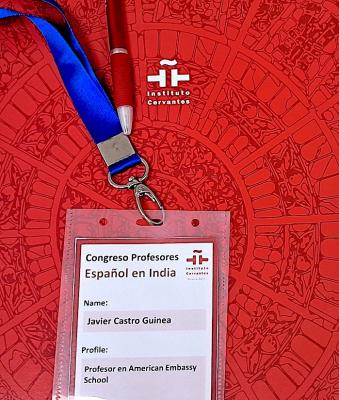 Instituto
Cervantes
Congreso Profesores
Español en India
Instituto
Cervantes
Name:
Javier Castro Guinea
Profile:
Profesor en American Embassy
School